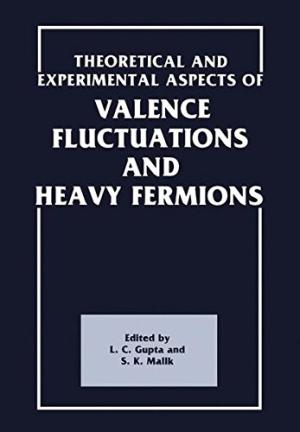 THEORETICAL AND
EXPERIMENTAL ASPECTS OF
VALENCE
FLUCTUATIONS
AND
HEAVY FERMIONS
Edited by
L. C. Gupta and
S. K. Malik